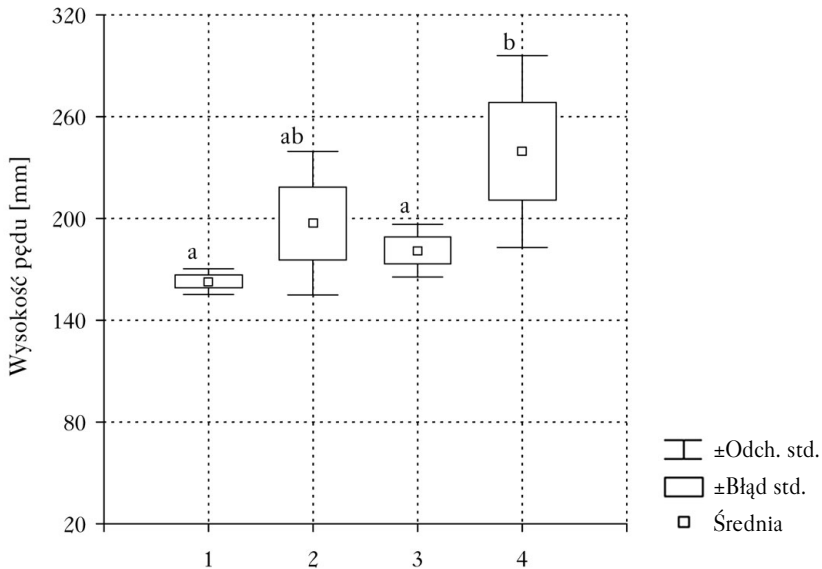 Wysokość pędu [mm]
320
260
200
140
80
20
a
ab
a
b
1
2
3
4
±Odch. std.
±Błąd std.
Średnia